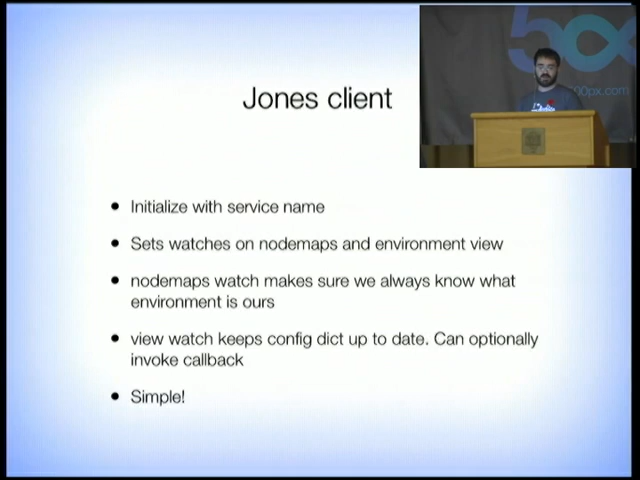 Jones client
500px.com
Initialize with service name
Sets watches on nodemaps and environment view
nodemaps watch makes sure we always know what
environment is ours
view watch keeps config dict up to date. Can optionally
invoke callback
Simple!